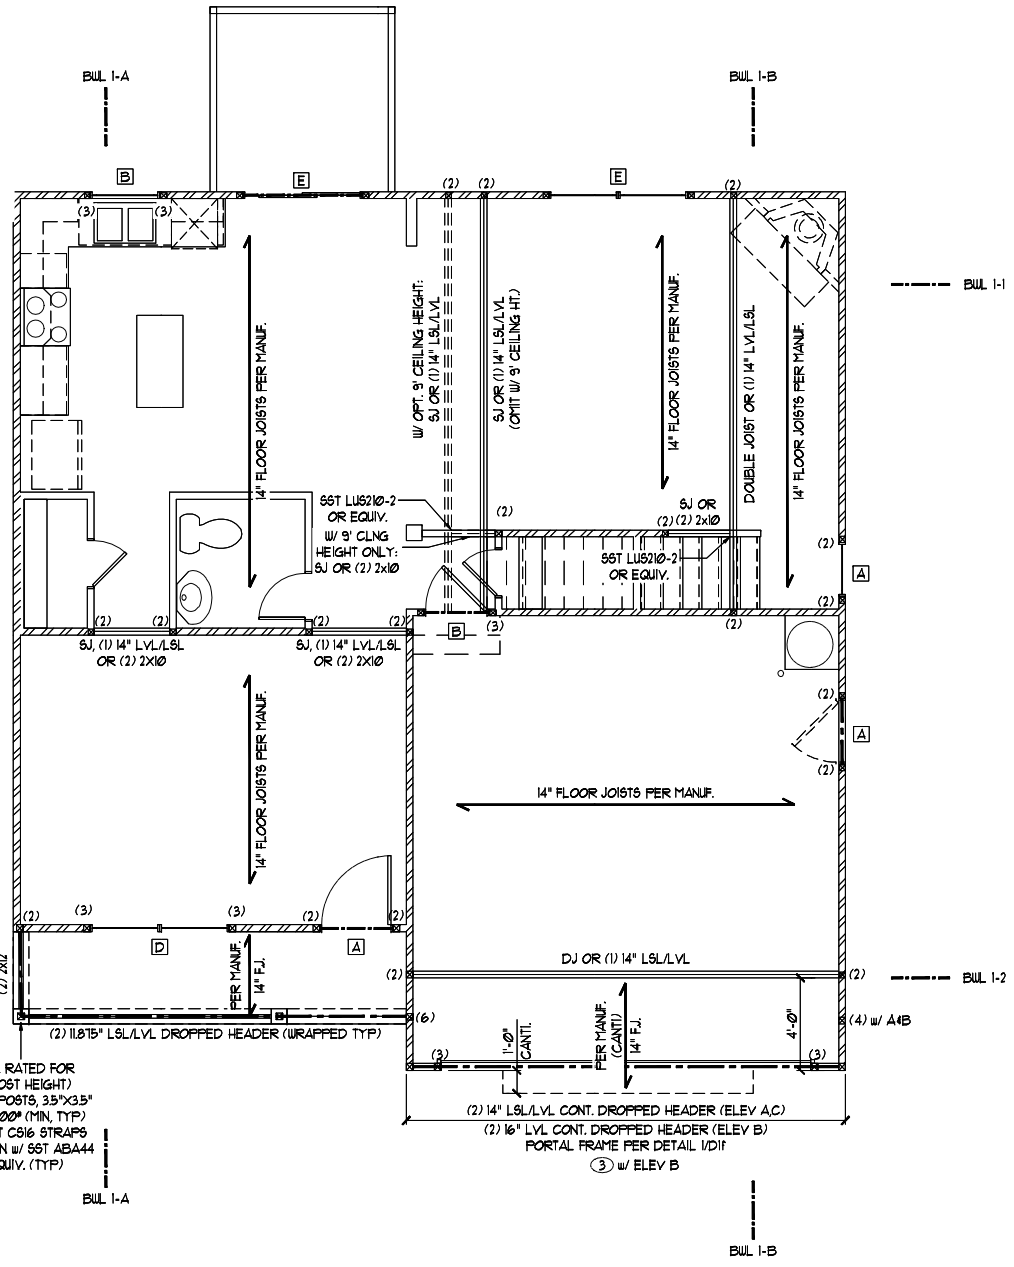 BWL 1-A
BWL 1-B
B
E
(2)
(2)
E
(2)
(3)
(3)
BWL 1-1
14" FLOOR JOISTS PER MANUF.
W/ OPT. 9' CEILING HEIGHT:
SJ OR (1) 14" LSL/LVL
SJ OR (1) 14" LSL/LVL
(OMIT W/ 9' CEILING HT.)
14" FLOOR JOISTS PER MANUF.
DOUBLE JOIST OR (1) 14" LVL/LSL
14" FLOOR JOISTS PER MANUF.
SST LUS210-2
OR EQUIV.
W/ 9' CLNG
HEIGHT ONLY:
SJ OR (2) 2x10
(2)
SJ OR
(2) (2) 2x10
SST LUS210-2
OR EQUIV.
(2)
A
(2)
(2)
(2)
(2)
(2)
B
(3)
(2)
SJ, (1) 14" LVL/LSL
OR (2) 2X10
SJ, (1) 14" LVL/LSL
OR (2) 2X10
14" FLOOR JOISTS PER MANUF.
(2)
A
(2)
14" FLOOR JOISTS PER MANUF.
(2)
(3)
(3)
(2)
(2)
D
A
(2) 2x12
PER MANUF.
14" F.J.
DJ OR (1) 14" LSL/LVL
(2)
(2)
BWL 1-2
(6)
(4) w/ A&B
(2) 11.875" LSL/LVL DROPPED HEADER (WRAPPED TYP)
1'-0"
CANTI.
PER MANUF.
(CANTI)
14" F.J.
4'-0"
(3)
(3)
RATED FOR
OST HEIGHT)
POSTS, 3.5"X3.5"
00# (MIN, TYP)
T CS16 STRAPS
N w/ SST ABA44
QUIV. (TYP)
(2) 14" LSL/LVL CONT. DROPPED HEADER (ELEV A,C)
(2) 16" LVL CONT. DROPPED HEADER (ELEV B)
PORTAL FRAME PER DETAIL 1/D1f
3 w/ ELEV B
BWL 1-A
BWL 1-B